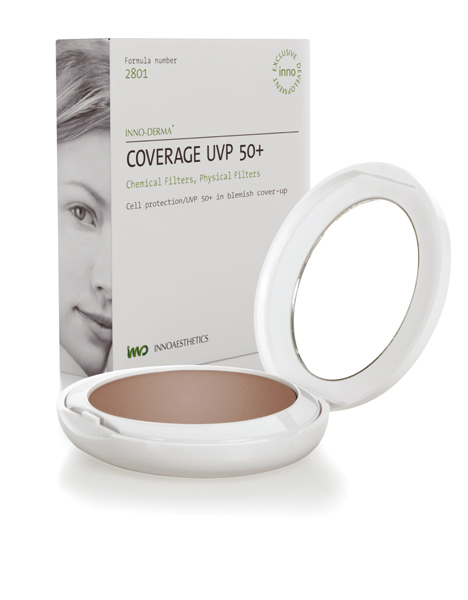 Formula number
2801
EXCLUSIVE DEVELOPMENT
inno
INNO-DERMA®
COVERAGE UVP 50+
Chemical Filters, Physical Filters
Cell protection/UVP 50+ in blemish cover-up
inno INNOAESTHETICS